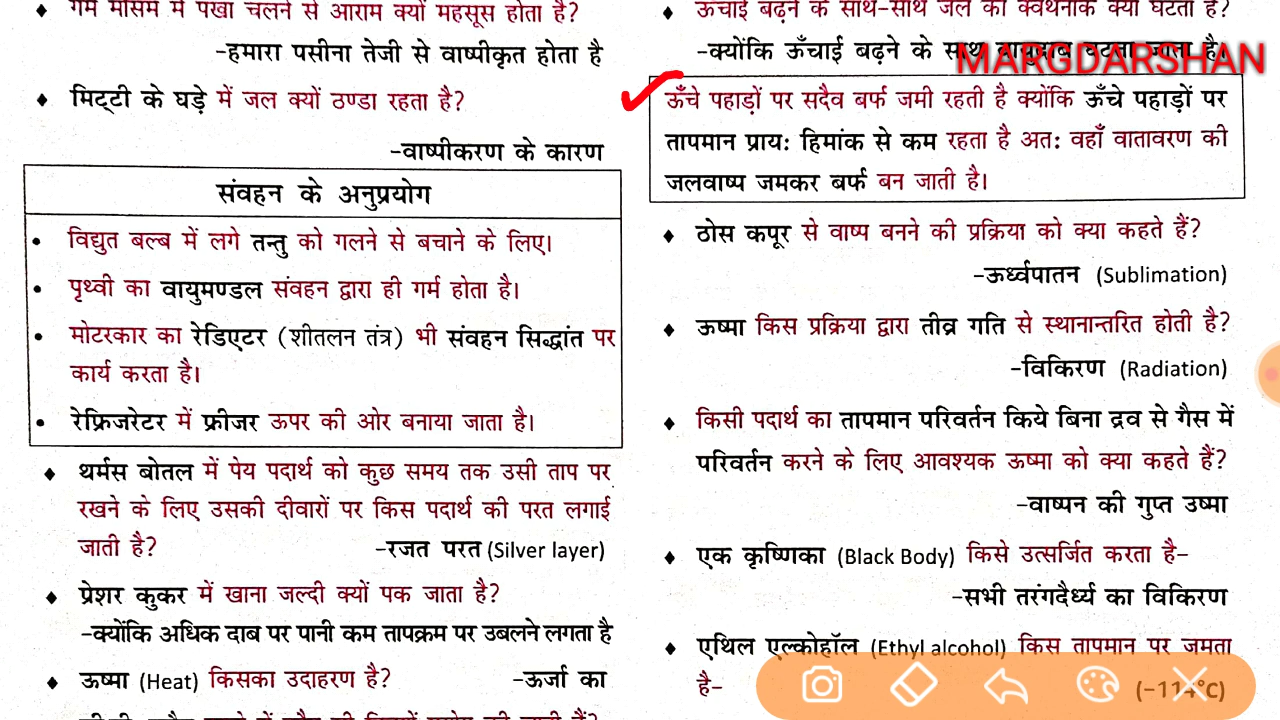 गर्म मौसम में पंखा चलने से आराम क्यों महसूस होता है?
-हमारा पसीना तेजी से वाष्पीकृत होता है
♦ मिट्टी के घड़े में जल क्यों ठण्डा रहता है?
-वाष्पीकरण के कारण
संवहन के अनुप्रयोग
• विद्युत बल्ब में लगे तन्तु को गलने से बचाने के लिए।
• पृथ्वी का वायुमण्डल संवहन द्वारा ही गर्म होता है।
• मोटरकार का रेडिएटर (शीतलन तंत्र) भी संवहन सिद्धांत पर
कार्य करता है।
• रेफ्रिजरेटर में फ्रीजर ऊपर की ओर बनाया जाता है।
♦ थर्मस बोतल में पेय पदार्थ को कुछ समय तक उसी ताप पर
रखने के लिए उसकी दीवारों पर किस पदार्थ की परत लगाई
जाती है? -रजत परत (Silver layer)
♦ प्रेशर कुकर में खाना जल्दी क्यों पक जाता है?
-क्योंकि अधिक दाब पर पानी कम तापक्रम पर उबलने लगता है
♦ ऊष्मा (Heat) किसका उदाहरण है? -ऊर्जा का
♦ ऊँचाई बढ़ने के साथ-साथ जल का क्वथनांक क्यों घटता है?
-क्योंकि ऊँचाई बढ़ने के साथ वायुदाब घटता जाता है।
MARGDARSHAN
ऊँचे पहाड़ों पर सदैव बर्फ जमी रहती है क्योंकि ऊँचे पहाड़ों पर
तापमान प्राय: हिमांक से कम रहता है अत: वहाँ वातावरण की
जलवाष्प जमकर बर्फ बन जाती है।
♦ ठोस कपूर से वाष्प बनने की प्रक्रिया को क्या कहते हैं?
-ऊर्ध्वपातन (Sublimation)
♦ ऊष्मा किस प्रक्रिया द्वारा तीव्र गति से स्थानान्तरित होती है?
-विकिरण (Radiation)
♦ किसी पदार्थ का तापमान परिवर्तन किये बिना द्रव से गैस में
परिवर्तन करने के लिए आवश्यक ऊष्मा को क्या कहते हैं?
-वाष्पन की गुप्त उष्मा
♦ एक कृष्णिका (Black Body) किसे उत्सर्जित करता है-
-सभी तरंगदैर्ध्य का विकिरण
♦ एथिल एल्कोहॉल (Ethyl alcohol) किस तापमान पर जमता
है- (-114°C)